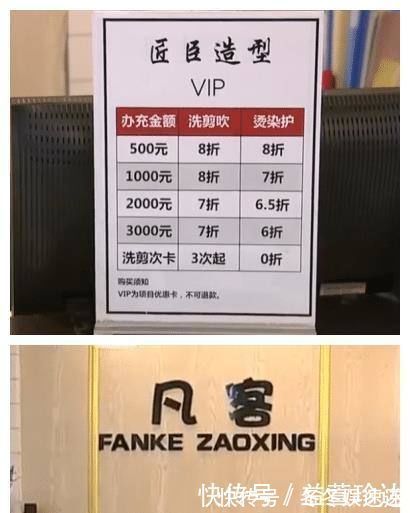 匠臣造型
VIP
办充金额 洗剪吹 烫染护
500元 8折 8折
1000元 8折 7折
2000元 7折 6.5折
3000元 7折 6折
洗剪次卡 3次起 0折
购买须知
VIP为项目优惠卡，不可退款。
凡客
FANKE ZAOXING
快传号／益莒珍达